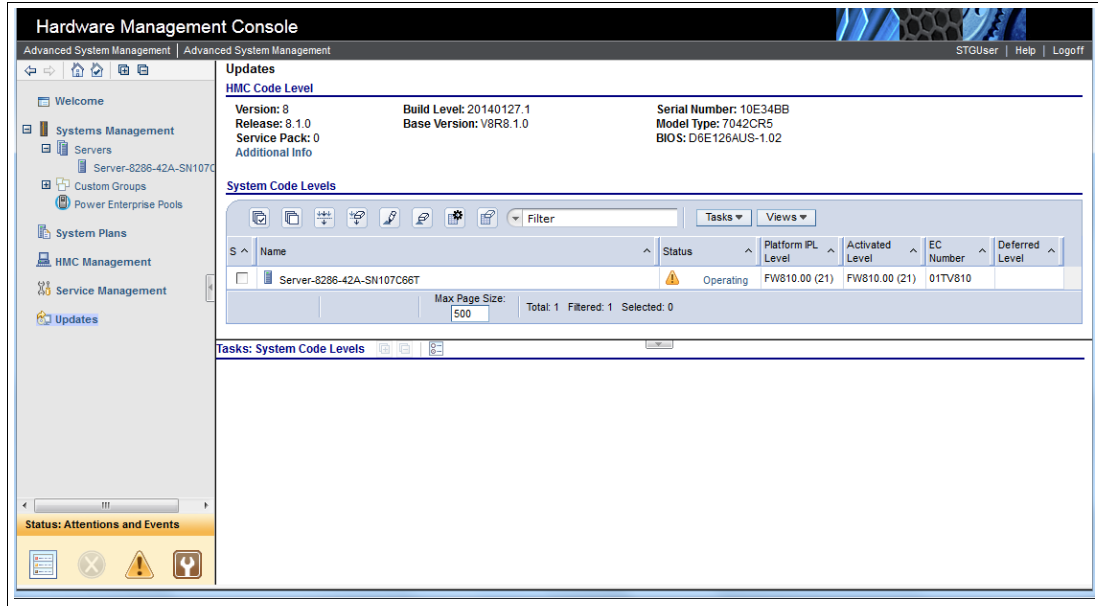 Hardware Management Console
Advanced System Management | Advanced System Management
STGUser | Help | Logoff
Welcome
Systems Management
Servers
Server-8286-42A-SN107C
Custom Groups
Power Enterprise Pools
System Plans
HMC Management
Service Management
Updates
Status: Attentions and Events
Updates
HMC Code Level
Version: 8 Build Level: 20140127.1 Serial Number: 10E34BB
Release: 8.1.0 Base Version: V8R8.1.0 Model Type: 7042CR5
Service Pack: 0 BIOS: D6E126AUS-1.02
Additional Info
System Code Levels
Filter Tasks Views
S Name Status Platform IPL Level Activated Level EC Number Deferred Level
Server-8286-42A-SN107C66T Operating FW810.00 (21) FW810.00 (21) 01TV810
Max Page Size:
500 Total: 1 Filtered: 1 Selected: 0
Tasks: System Code Levels